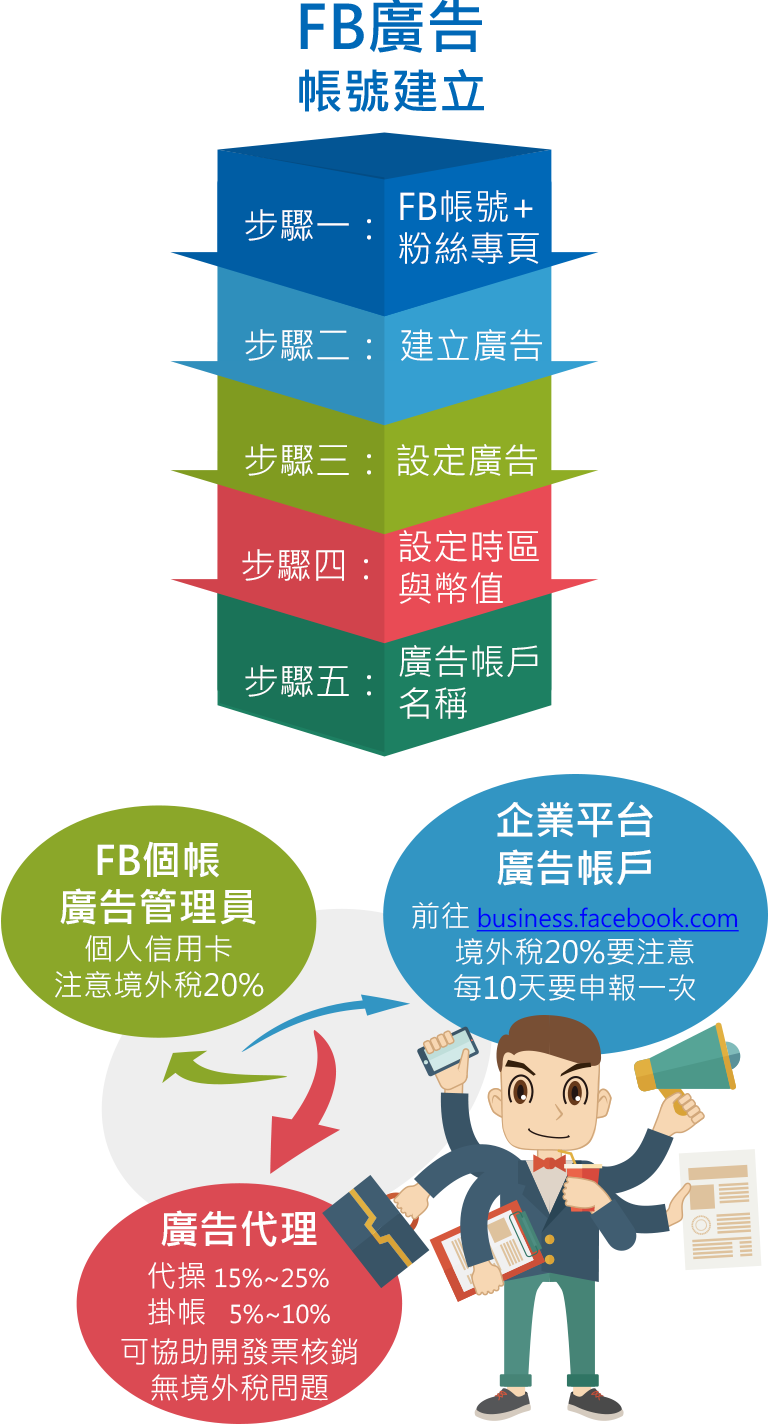 FB廣告
帳號建立
步驟一：
FB帳號+
粉絲專頁
步驟二：
建立廣告
步驟三：
設定廣告
步驟四：
設定時區
與幣值
步驟五：
廣告帳戶
名稱
FB個帳
廣告管理員
個人信用卡
注意境外稅20%
企業平台
廣告帳戶
前往 business.facebook.com
境外稅20%要注意
每10天要申報一次
廣告代理
代操 15%~25%
掛帳 5%~10%
可協助開發票核銷
無境外稅問題